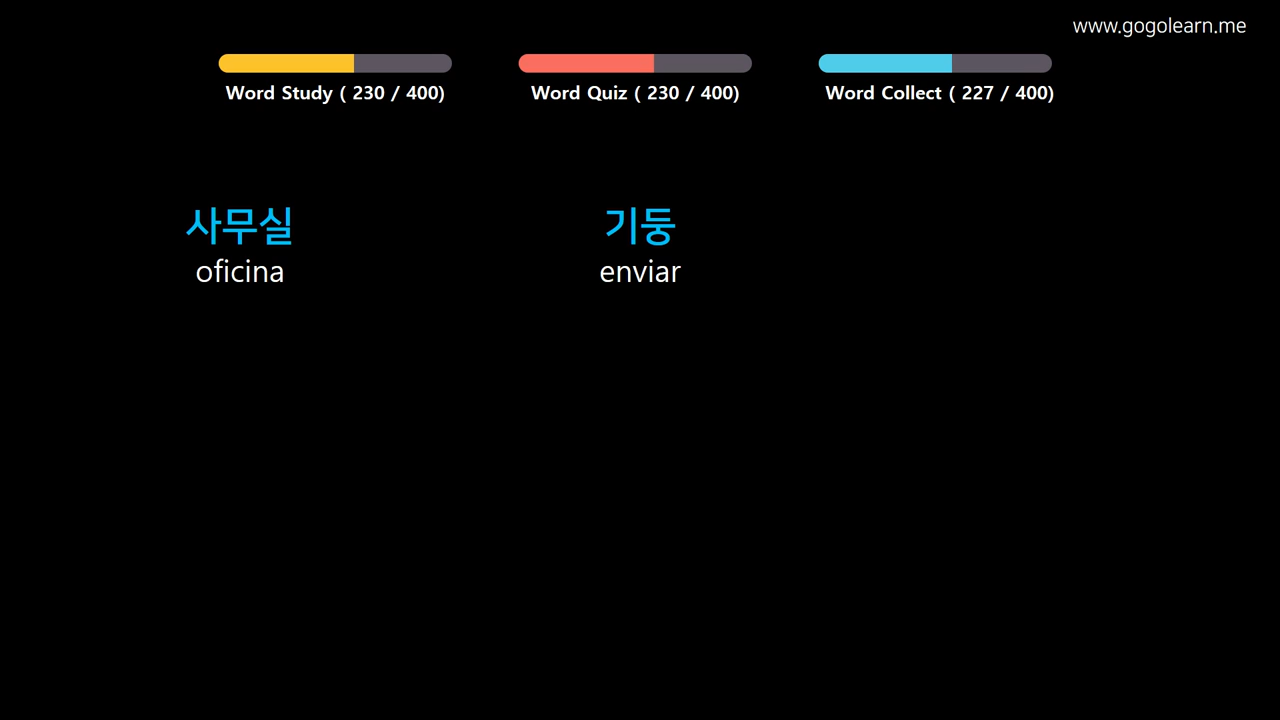 www.gogolearn.me
Word Study ( 230 / 400)
Word Quiz ( 230 / 400)
Word Collect ( 227 / 400)
사무실
oficina
기둥
enviar